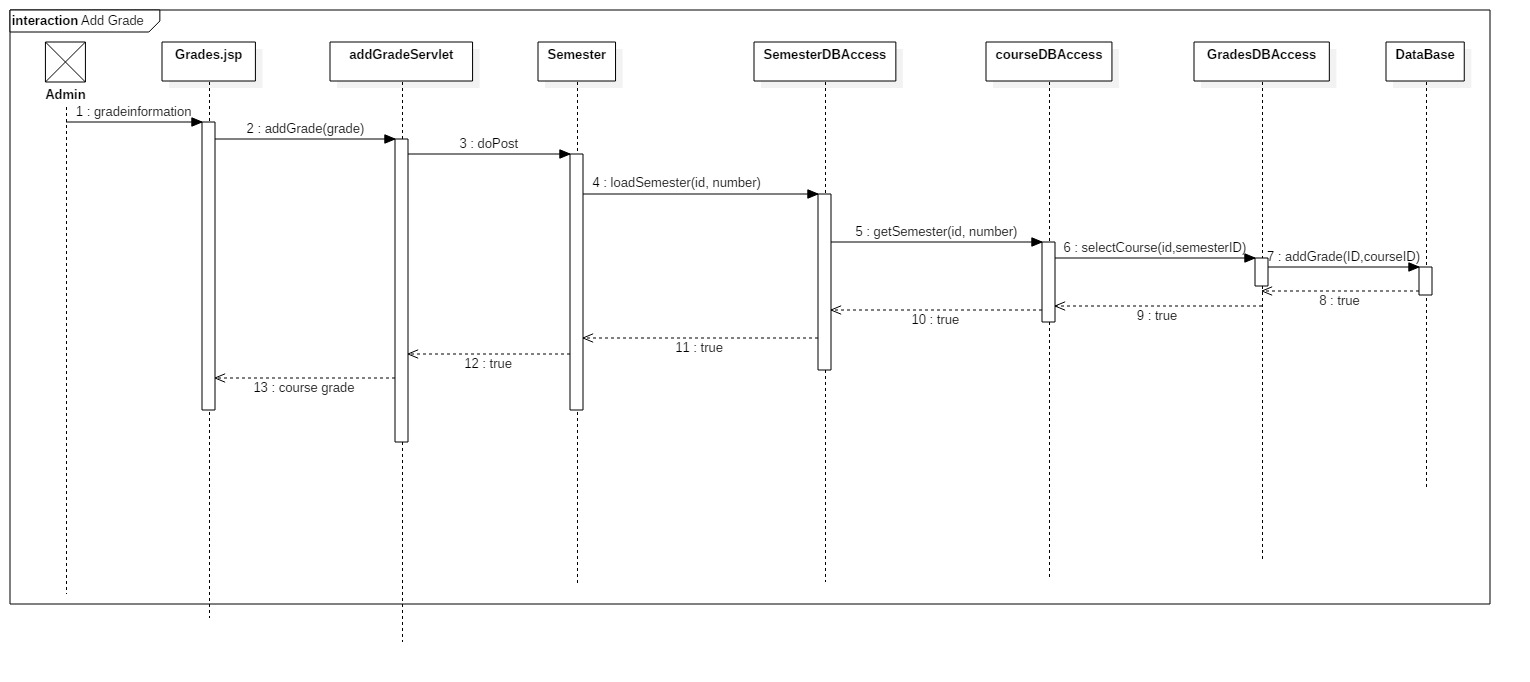 interaction Add Grade
Grades.jsp
addGradeServlet
Semester
SemesterDBAccess
courseDBAccess
GradesDBAccess
DataBase
Admin
1 : gradeinformation
2 : addGrade(grade)
3 : doPost
4 : loadSemester(id, number)
5 : getSemester(id, number)
6 : selectCourse(id,semesterID)
7 : addGrade(ID,courseID)
8 : true
9 : true
10 : true
11 : true
12 : true
13 : course grade